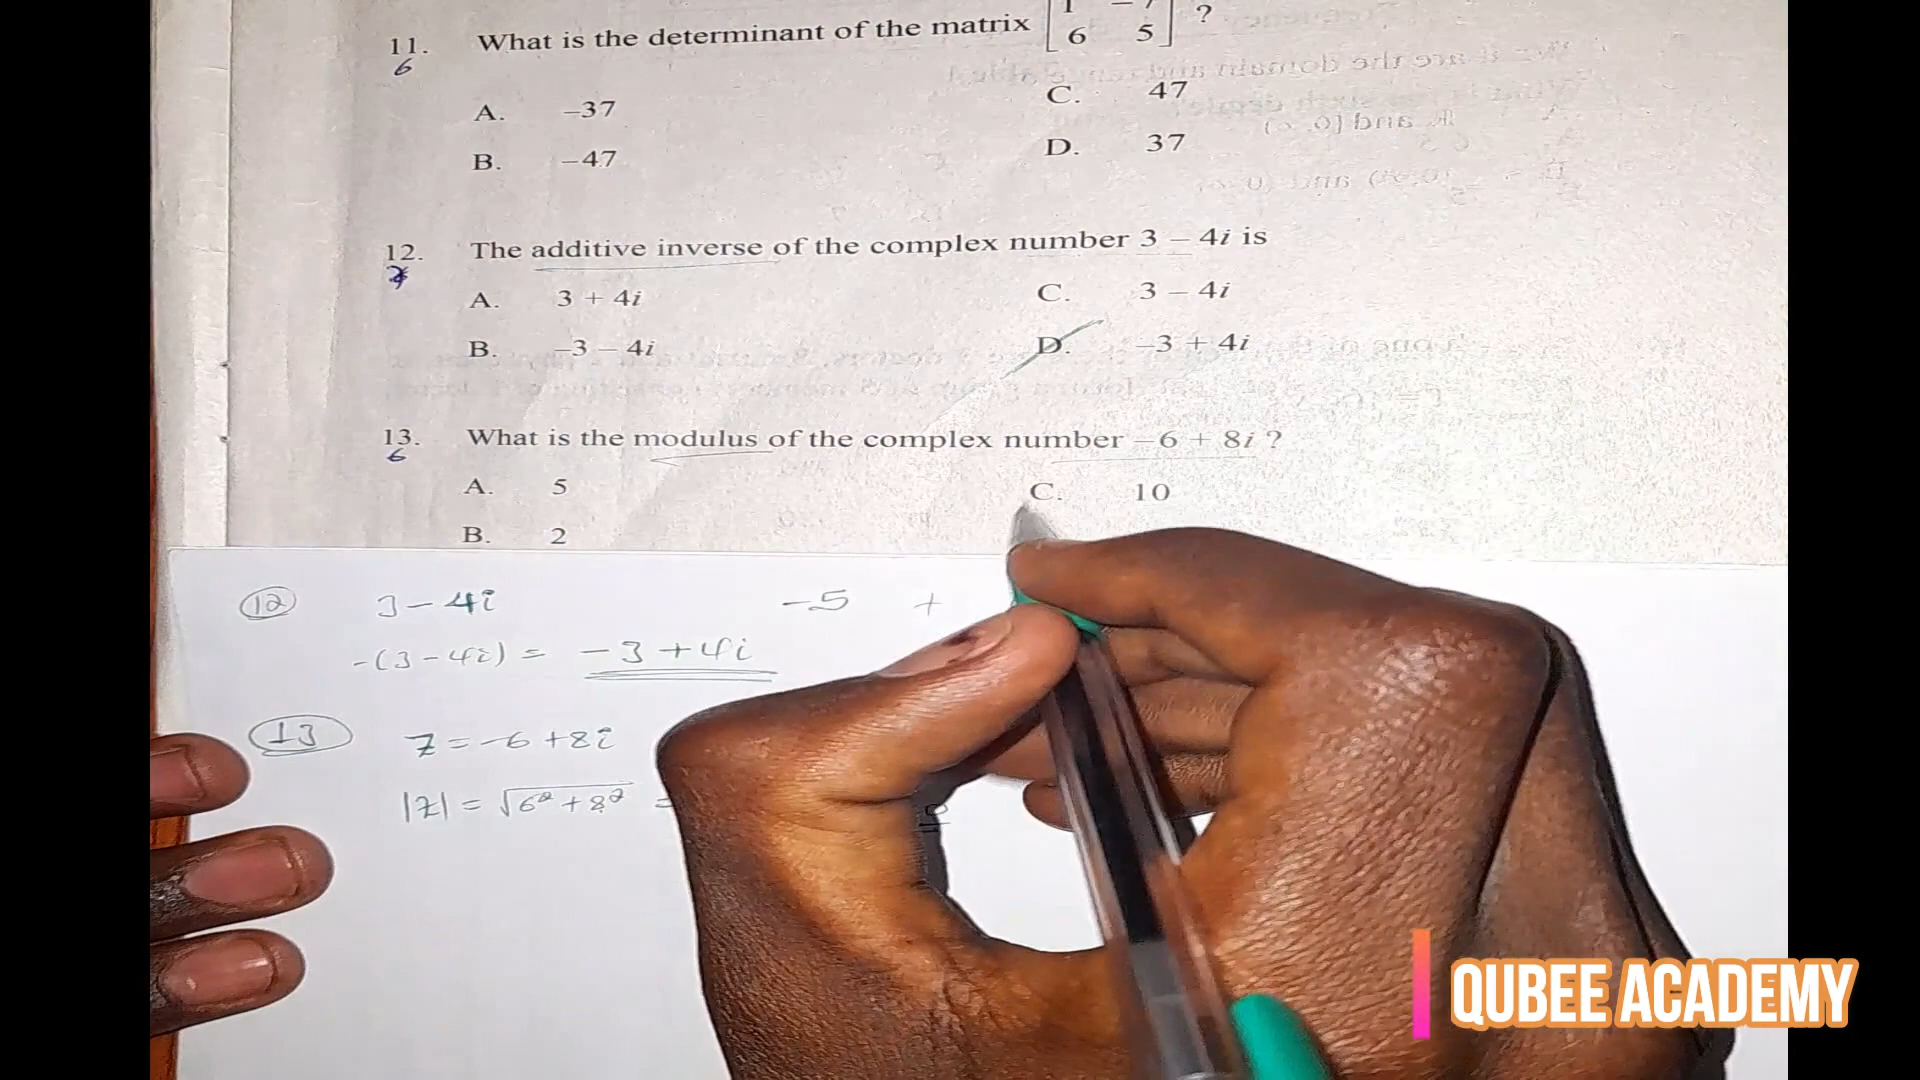 11. What is the determinant of the matrix [1 −7
6 5] ?
6
A. −37
C. 47
B. −47
D. 37
12. The additive inverse of the complex number 3 − 4i is
A. 3 + 4i
C. 3 − 4i
B. −3 − 4i
D. −3 + 4i
13. What is the modulus of the complex number −6 + 8i ?
6
A. 5
C. 10
B. 2
12 3-4i
-5 +
-(3-4i) = -3+4i
13 Z = -6+8i
|Z| = √6²+8² =
QUBEE ACADEMY